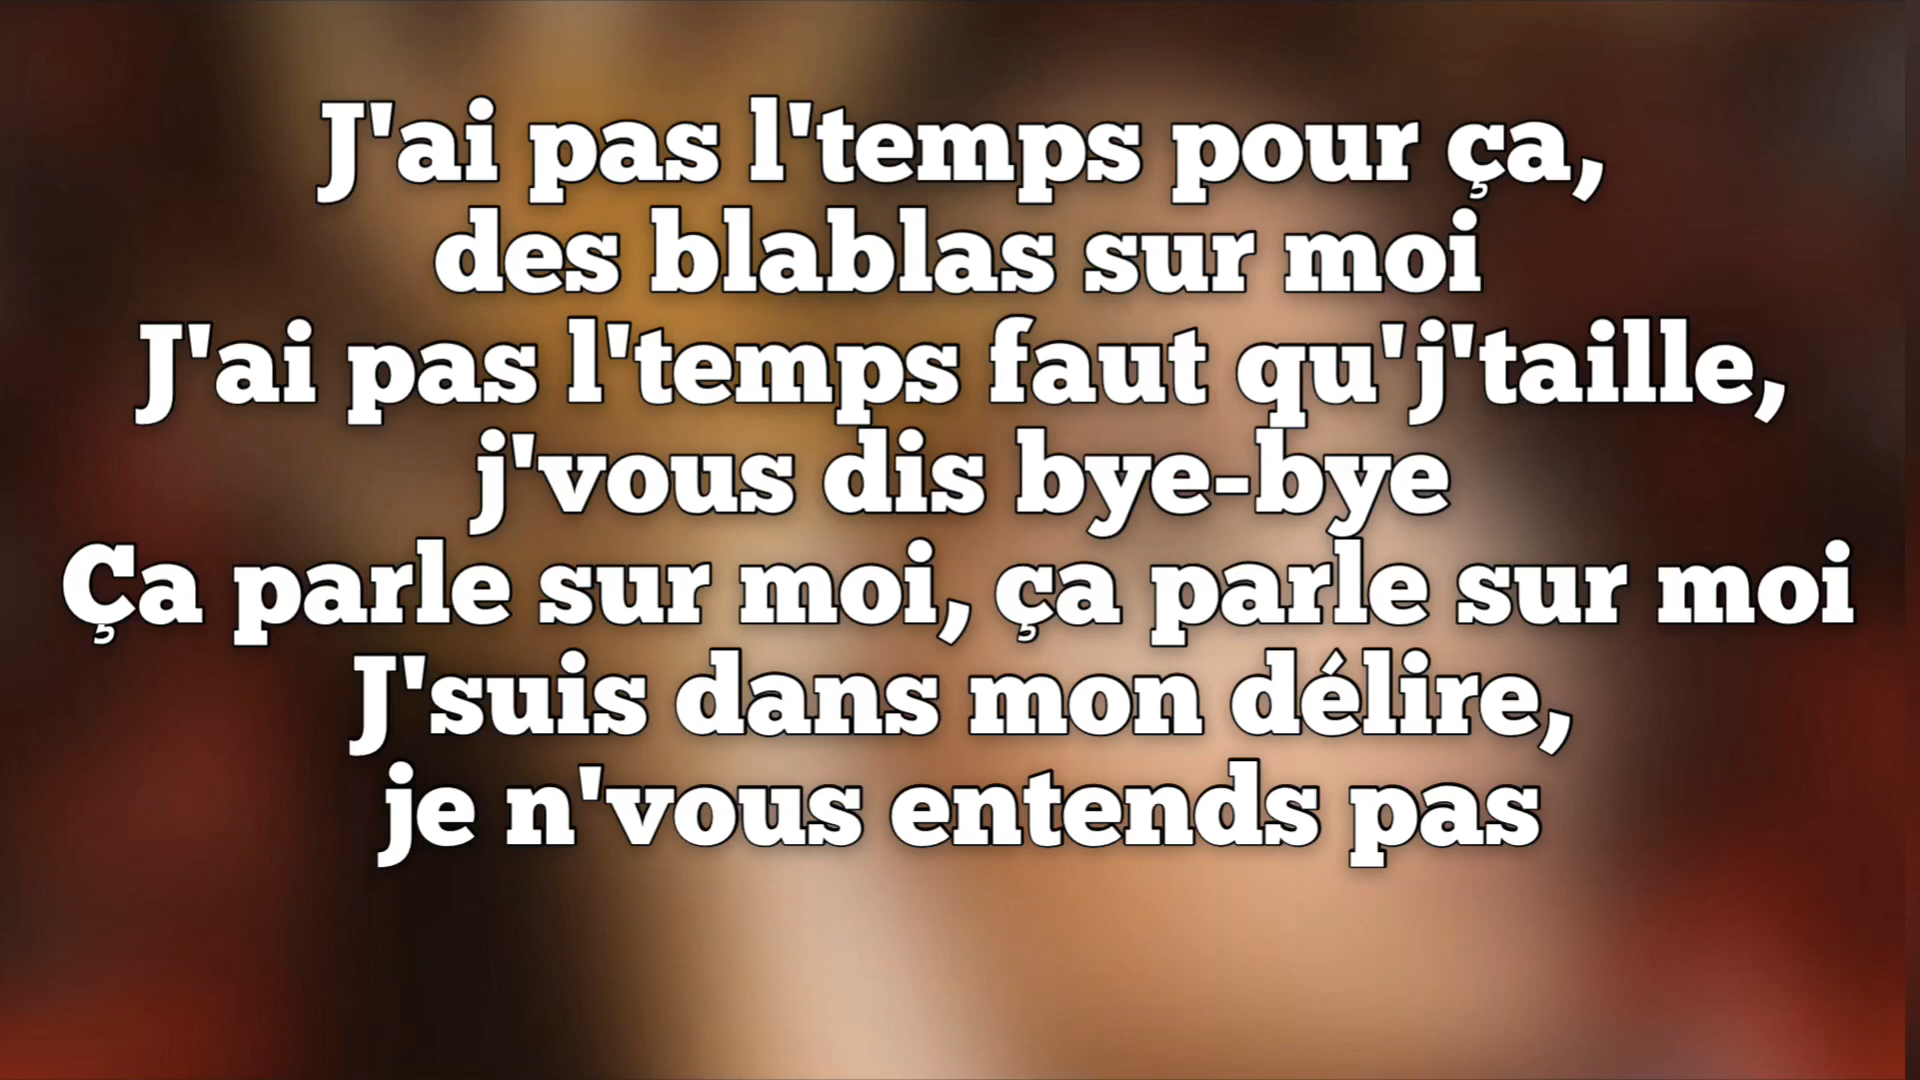 J'ai pas l'temps pour ça,
des blablas sur moi
J'ai pas l'temps faut qu'j'taille,
j'vous dis bye-bye
Ça parle sur moi, ça parle sur moi
J'suis dans mon délire,
je n'vous entends pas